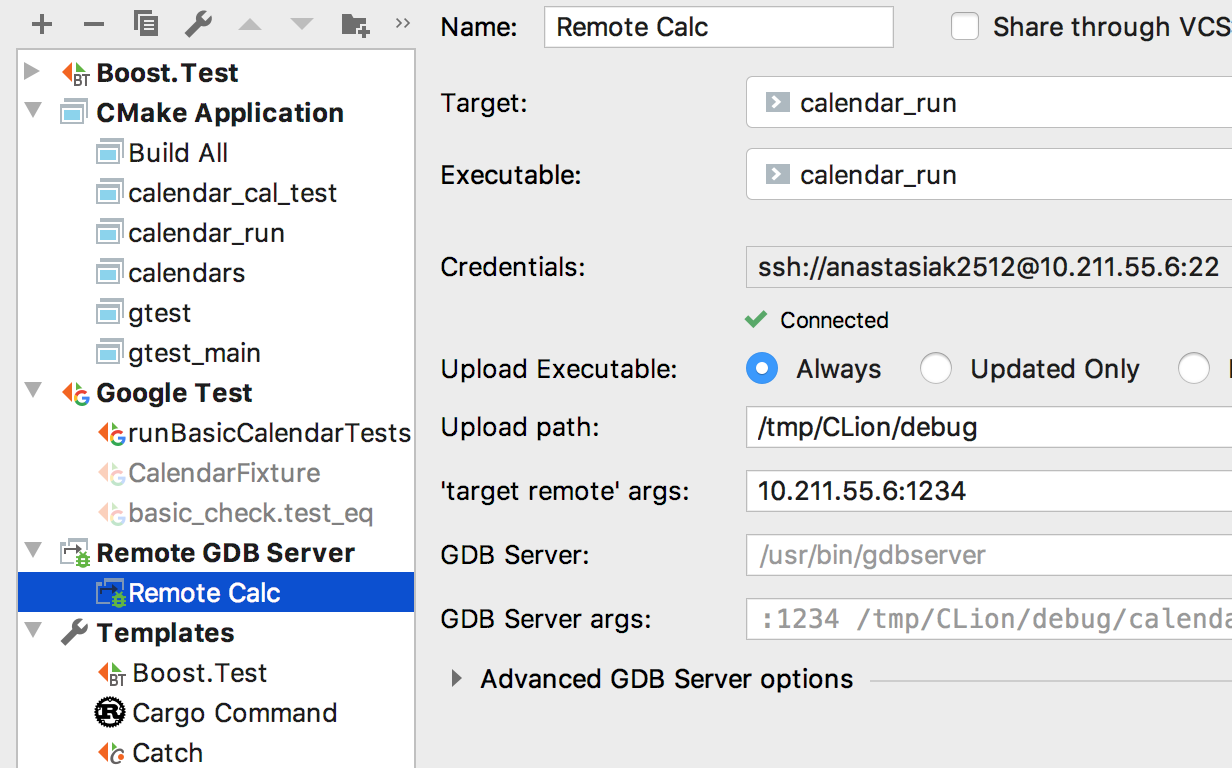 Name: Remote Calc Share through VCS
Boost.Test
CMake Application
Build All
calendar_cal_test
calendar_run
calendars
gtest
gtest_main
Google Test
runBasicCalendarTests
CalendarFixture
basic_check.test_eq
Remote GDB Server
Remote Calc
Templates
Boost.Test
Cargo Command
Catch
Target: calendar_run
Executable: calendar_run
Credentials: ssh://anastasiak2512@10.211.55.6:22
Connected
Upload Executable: Always Updated Only
Upload path: /tmp/CLion/debug
'target remote' args: 10.211.55.6:1234
GDB Server: /usr/bin/gdbserver
GDB Server args: :1234 /tmp/CLion/debug/calenda
Advanced GDB Server options